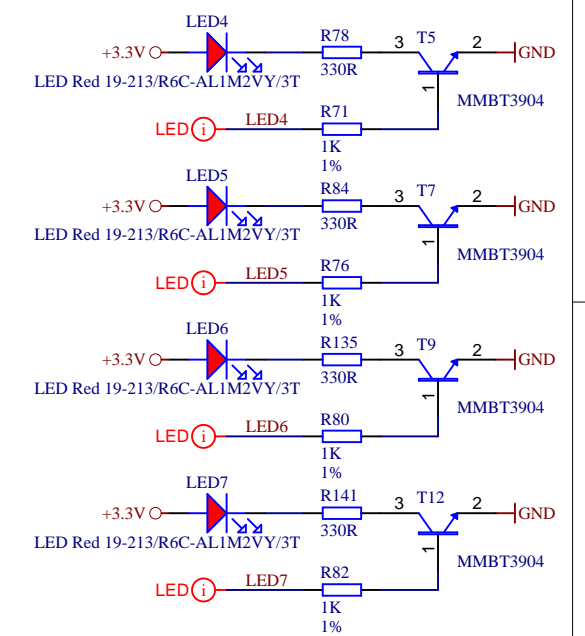 LED4
+3.3V
R78
330R
3
T5
2
GND
LED Red 19-213/R6C-AL1M2VY/3T
1
MMBT3904
LED i
LED4
R71
1K
1%
LED5
+3.3V
R84
330R
3
T7
2
GND
LED Red 19-213/R6C-AL1M2VY/3T
1
MMBT3904
LED i
LED5
R76
1K
1%
LED6
+3.3V
R135
330R
3
T9
2
GND
LED Red 19-213/R6C-AL1M2VY/3T
1
MMBT3904
LED i
LED6
R80
1K
1%
LED7
+3.3V
R141
330R
3
T12
2
GND
LED Red 19-213/R6C-AL1M2VY/3T
1
MMBT3904
LED i
LED7
R82
1K
1%